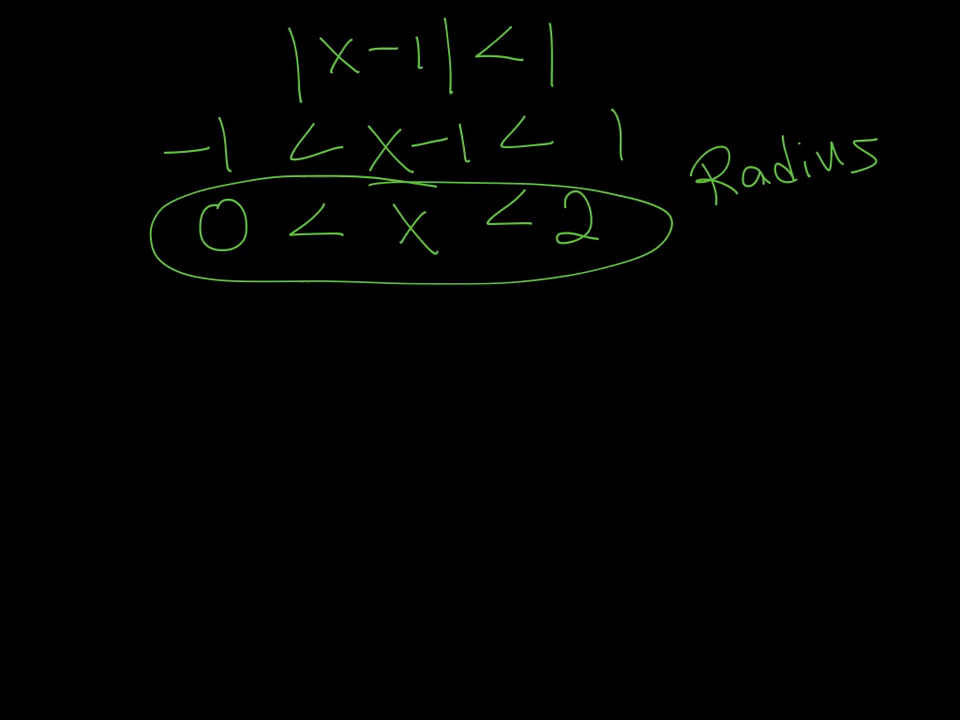 |x-1| < 1
-1 < x-1 < 1
Radius
0 < x < 2